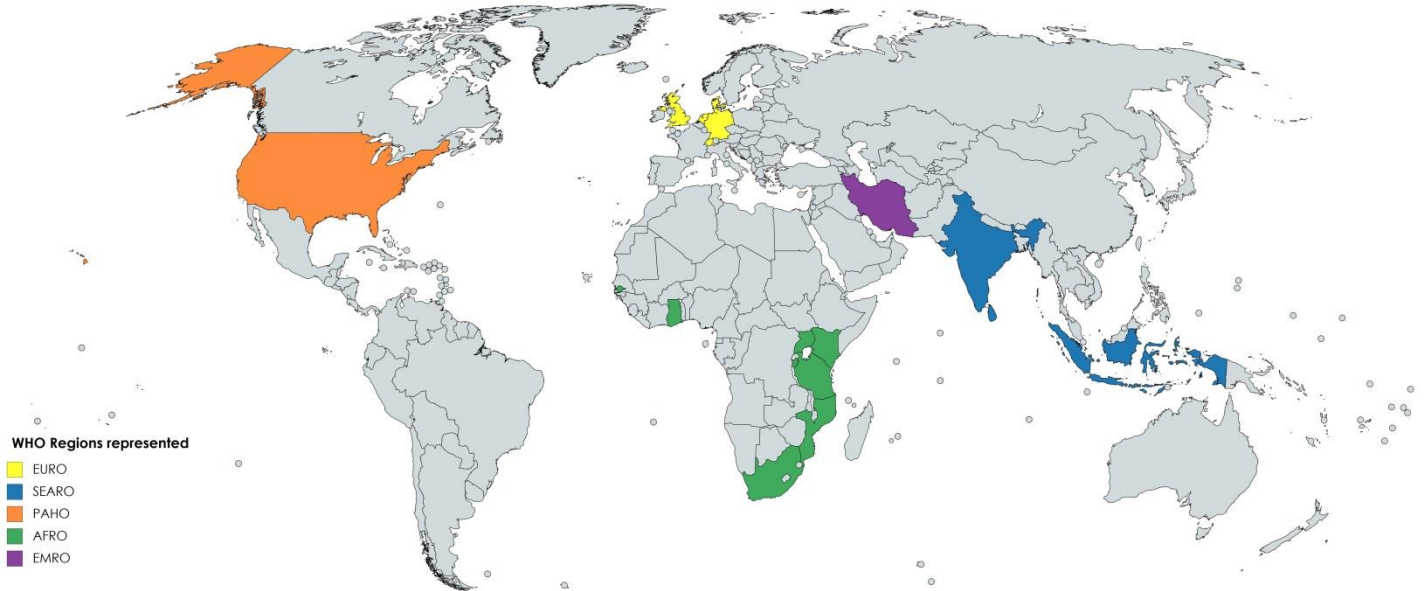 WHO Regions represented
EURO
SEARO
PAHO
AFRO
EMRO